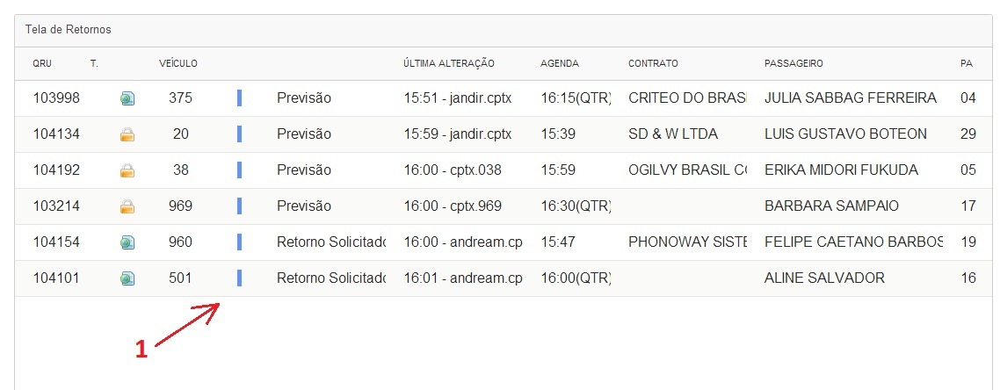 Tela de Retornos
QRU T. VEÍCULO ÚLTIMA ALTERAÇÃO AGENDA CONTRATO PASSAGEIRO PA
103998 375 Previsão 15:51 - jandir.cptx 16:15(QTR) CRITEO DO BRASI JULIA SABBAG FERREIRA 04
104134 20 Previsão 15:59 - jandir.cptx 15:39 SD & W LTDA LUIS GUSTAVO BOTEON 29
104192 38 Previsão 16:00 - cptx.038 15:59 OGILVY BRASIL CO ERIKA MIDORI FUKUDA 05
103214 969 Previsão 16:00 - cptx.969 16:30(QTR) BARBARA SAMPAIO 17
104154 960 Retorno Solicitado 16:00 - andream.cp 15:47 PHONOWAY SISTE FELIPE CAETANO BARBOS 19
104101 501 Retorno Solicitado 16:01 - andream.cp 16:00(QTR) ALINE SALVADOR 16
1